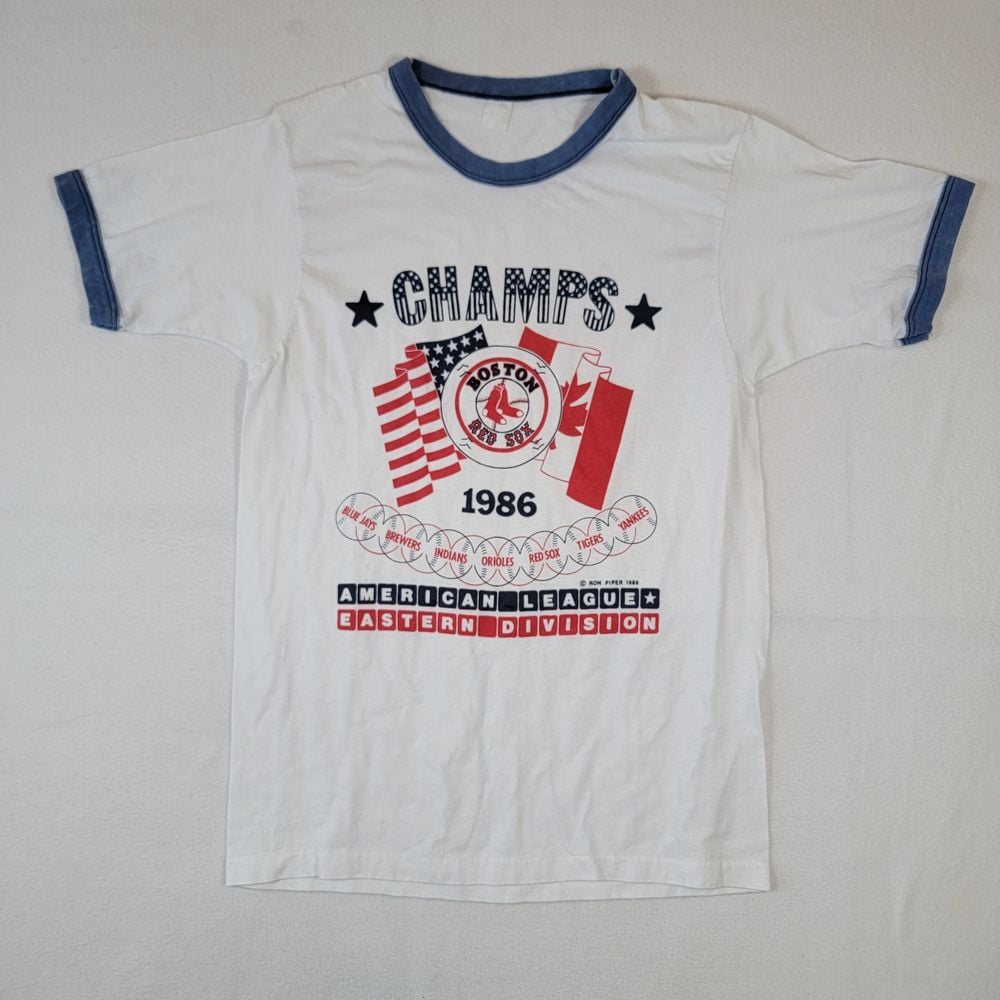 CHAMPS
BOSTON
RED SOX
1986
BLUE JAYS BREWERS INDIANS ORIOLES RED SOX TIGERS YANKEES
© RON PIPER 1986
AMERICAN LEAGUE
EASTERN DIVISION